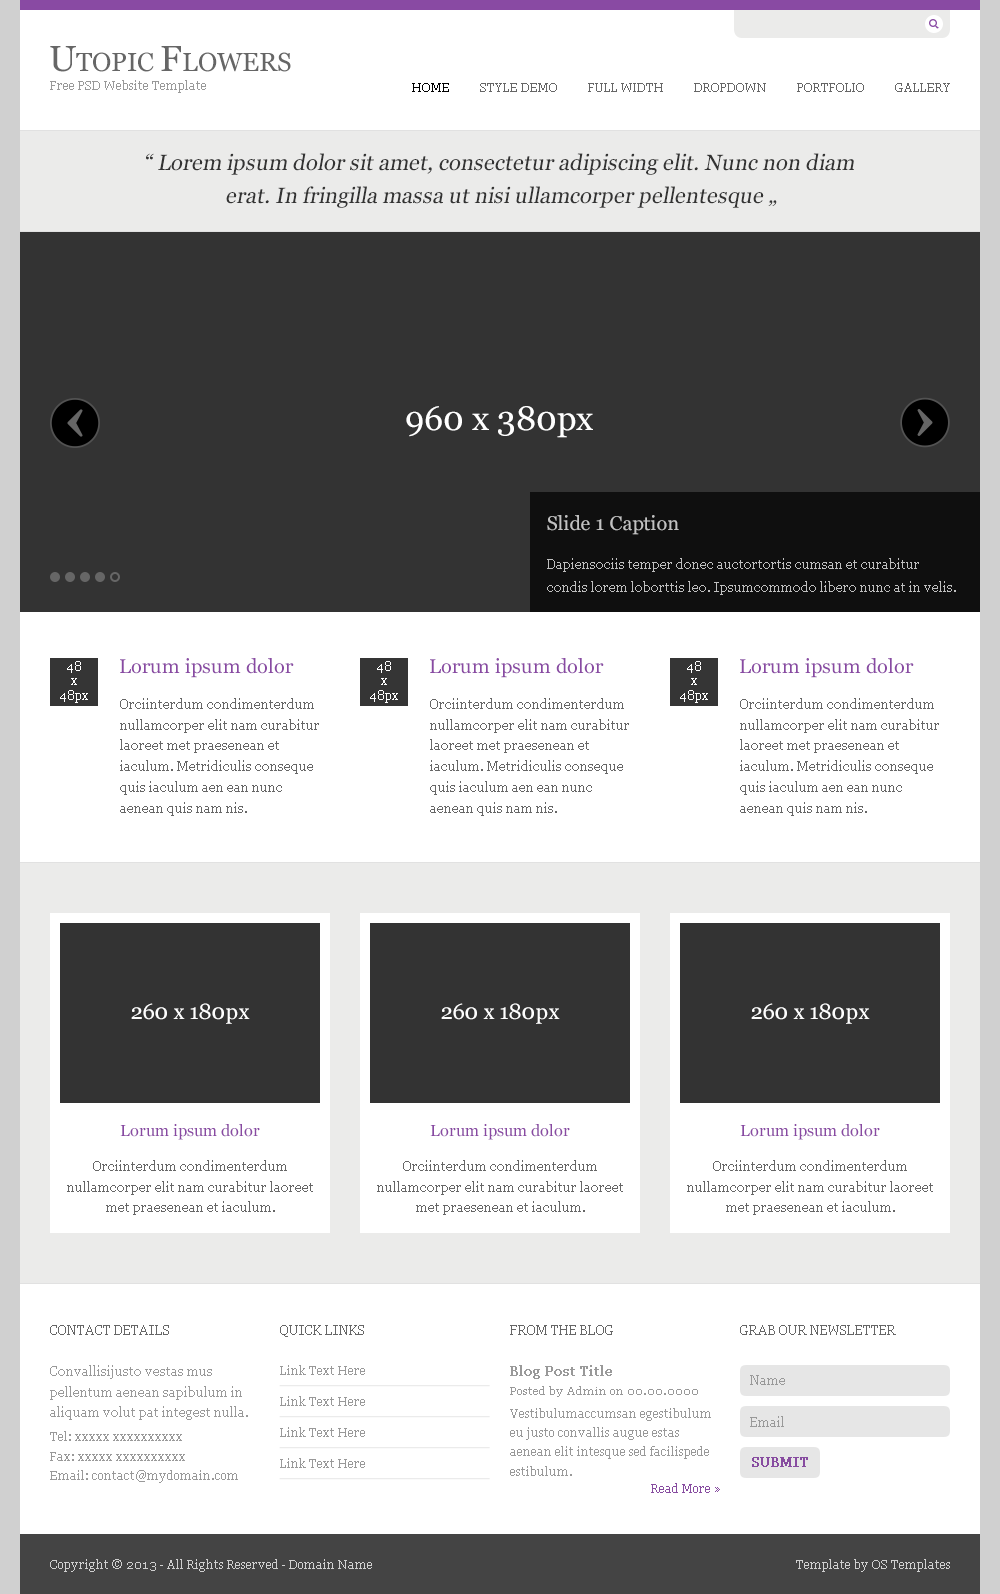 Utopic Flowers
Free PSD Website Template
HOME STYLE DEMO FULL WIDTH DROPDOWN PORTFOLIO GALLERY
“ Lorem ipsum dolor sit amet, consectetur adipiscing elit. Nunc non diam
erat. In fringilla massa ut nisi ullamcorper pellentesque „
960 x 380px
Slide 1 Caption
Dapiensociis temper donec auctortortis cumsan et curabitur
condis lorem loborttis leo. Ipsumcommodo libero nunc at in velis.
48
x
48px
Lorum ipsum dolor
Orciinterdum condimenterdum
nullamcorper elit nam curabitur
laoreet met praesenean et
iaculum. Metridiculis conseque
quis iaculum aen ean nunc
aenean quis nam nis.
48
x
48px
Lorum ipsum dolor
Orciinterdum condimenterdum
nullamcorper elit nam curabitur
laoreet met praesenean et
iaculum. Metridiculis conseque
quis iaculum aen ean nunc
aenean quis nam nis.
48
x
48px
Lorum ipsum dolor
Orciinterdum condimenterdum
nullamcorper elit nam curabitur
laoreet met praesenean et
iaculum. Metridiculis conseque
quis iaculum aen ean nunc
aenean quis nam nis.
260 x 180px
Lorum ipsum dolor
Orciinterdum condimenterdum
nullamcorper elit nam curabitur laoreet
met praesenean et iaculum.
260 x 180px
Lorum ipsum dolor
Orciinterdum condimenterdum
nullamcorper elit nam curabitur laoreet
met praesenean et iaculum.
260 x 180px
Lorum ipsum dolor
Orciinterdum condimenterdum
nullamcorper elit nam curabitur laoreet
met praesenean et iaculum.
CONTACT DETAILS
Convallisijusto vestas mus
pellentum aenean sapibulum in
aliquam volut pat integest nulla.
Tel: xxxxx xxxxxxxxxx
Fax: xxxxx xxxxxxxxxx
Email: contact@mydomain.com
QUICK LINKS
Link Text Here
Link Text Here
Link Text Here
Link Text Here
FROM THE BLOG
Blog Post Title
Posted by Admin on 00.00.0000
Vestibulumaccumsan egestibulum
eu justo convallis augue estas
aenean elit intesque sed facilispede
estibulum.
Read More »
GRAB OUR NEWSLETTER
Name
Email
SUBMIT
Copyright © 2013 - All Rights Reserved - Domain Name
Template by OS Templates